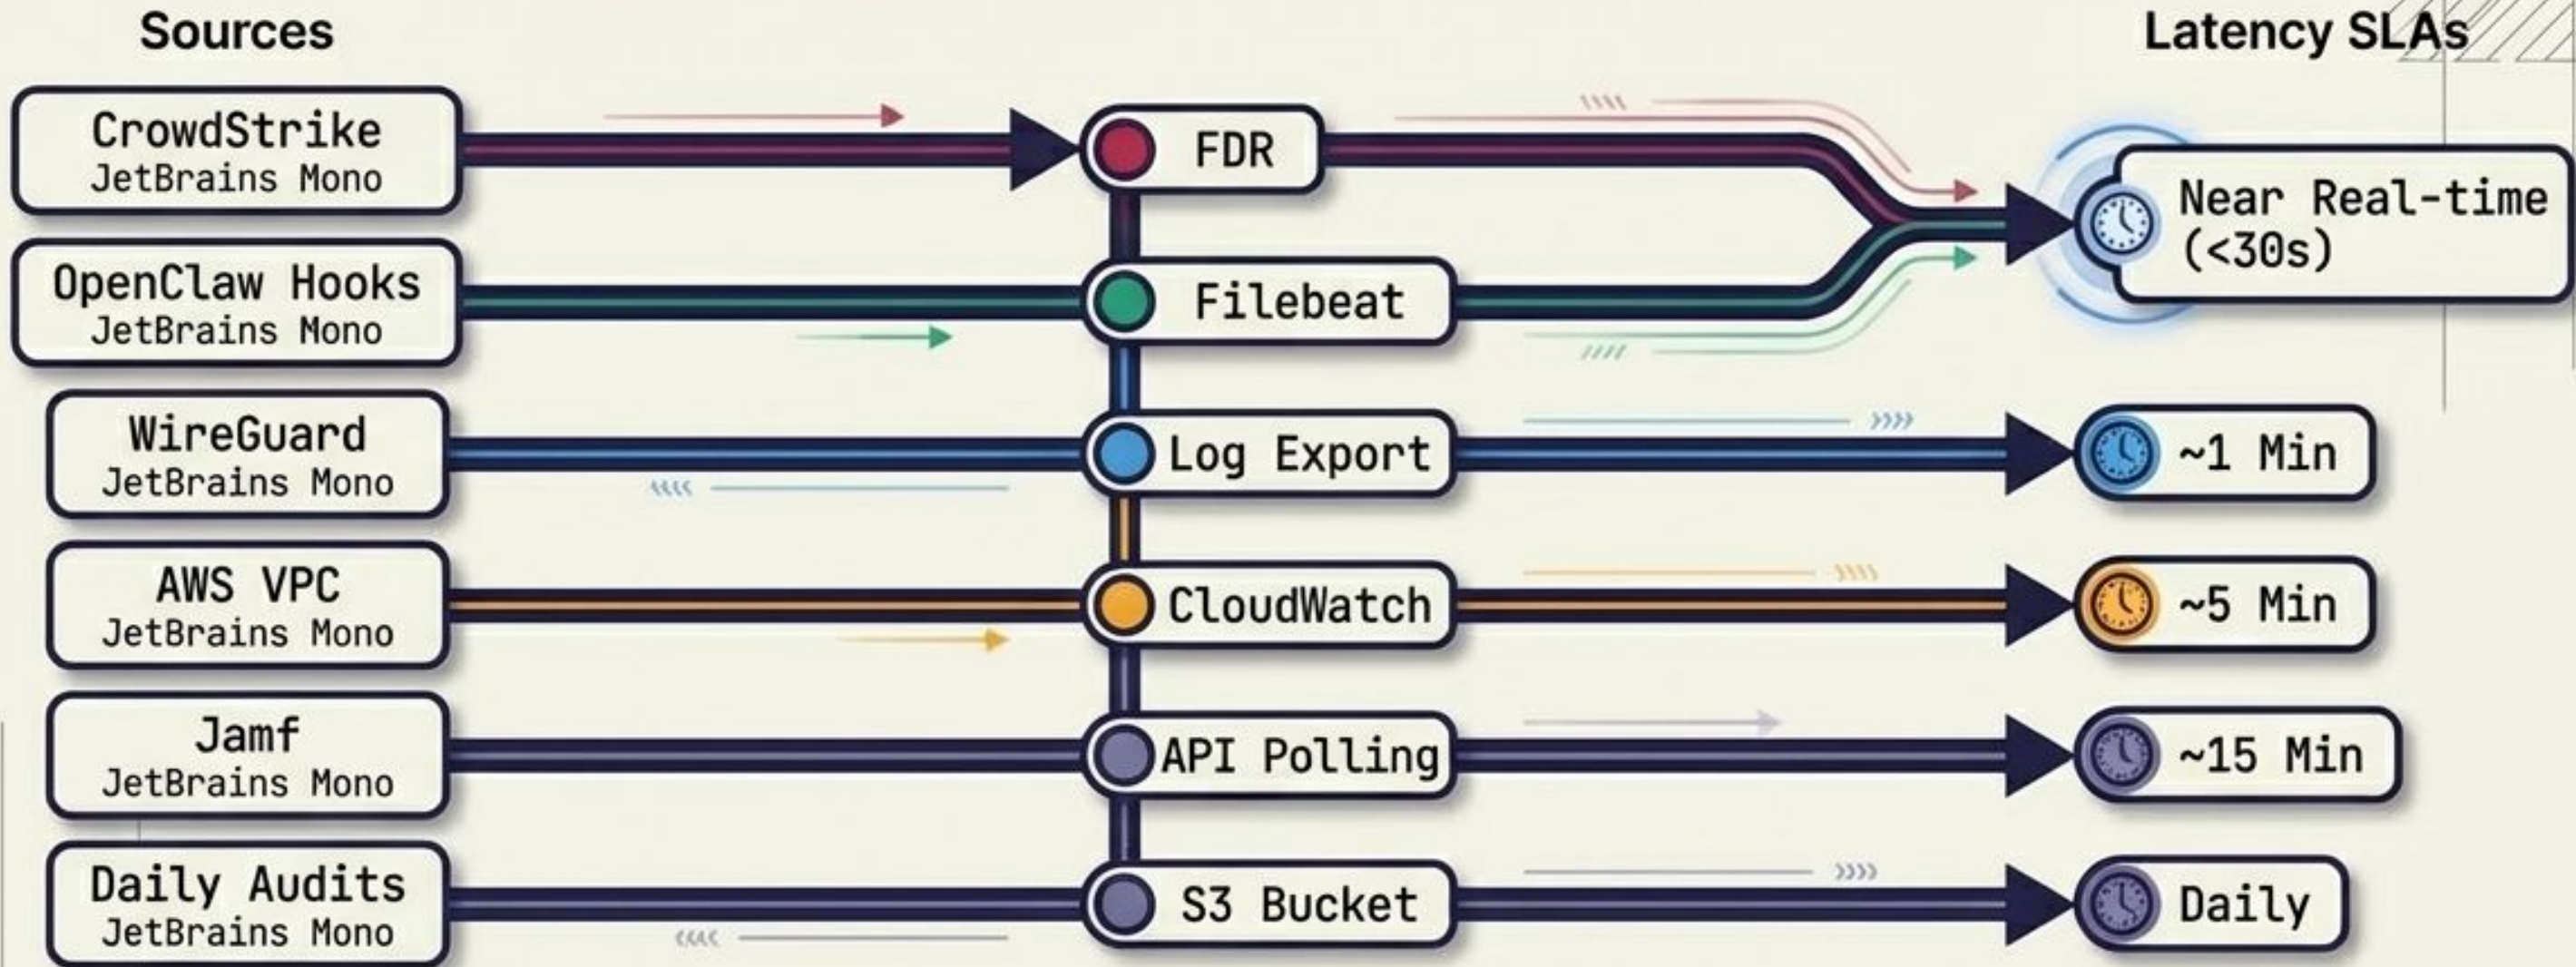 Sources
Latency SLAs
CrowdStrike
JetBrains Mono
FDR
Near Real-time
(<30s)
OpenClaw Hooks
JetBrains Mono
Filebeat
WireGuard
JetBrains Mono
Log Export
~1 Min
AWS VPC
JetBrains Mono
CloudWatch
~5 Min
Jamf
JetBrains Mono
API Polling
~15 Min
Daily Audits
JetBrains Mono
S3 Bucket
Daily